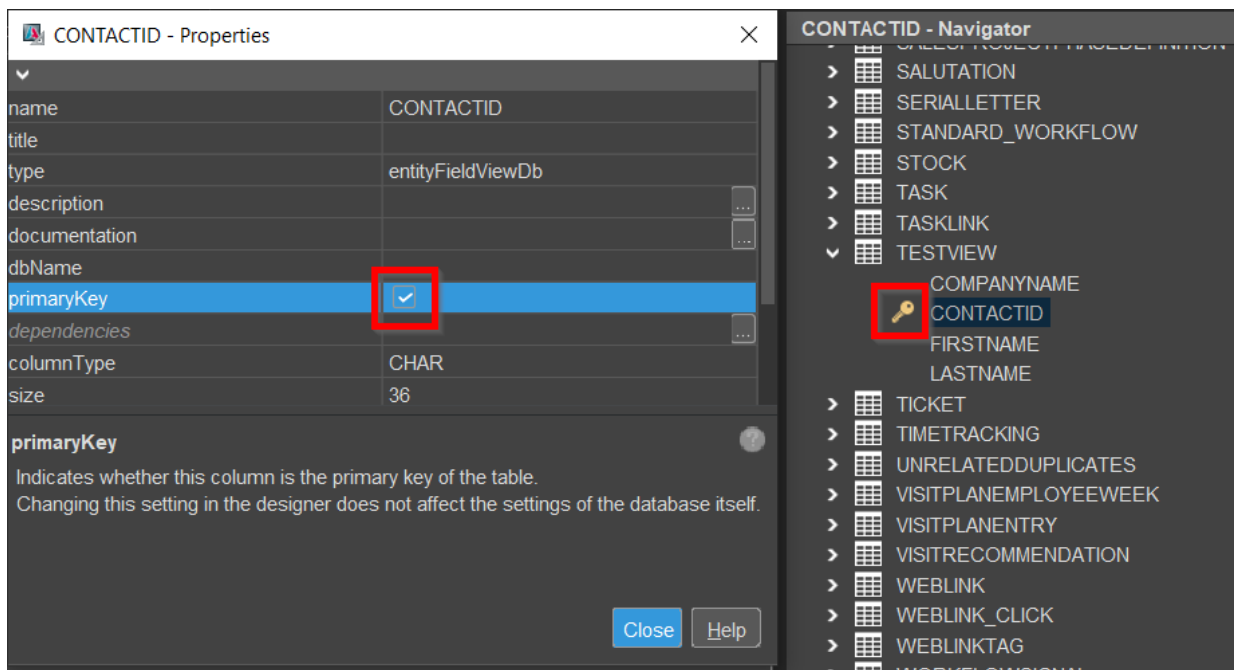 CONTACTID - Properties
name CONTACTID
title
type entityFieldViewDb
description ...
documentation ...
dbName
primaryKey
dependencies ...
columnType CHAR
size 36
primaryKey ?
Indicates whether this column is the primary key of the table.
Changing this setting in the designer does not affect the settings of the database itself.
Close Help
CONTACTID - Navigator
SALESPROJECTPHASEDEFINITION
SALUTATION
SERIALLETTER
STANDARD_WORKFLOW
STOCK
TASK
TASKLINK
TESTVIEW
COMPANYNAME
CONTACTID
FIRSTNAME
LASTNAME
TICKET
TIMETRACKING
UNRELATEDDUPLICATES
VISITPLANEMPLOYEEWEEK
VISITPLANENTRY
VISITRECOMMENDATION
WEBLINK
WEBLINK_CLICK
WEBLINKTAG